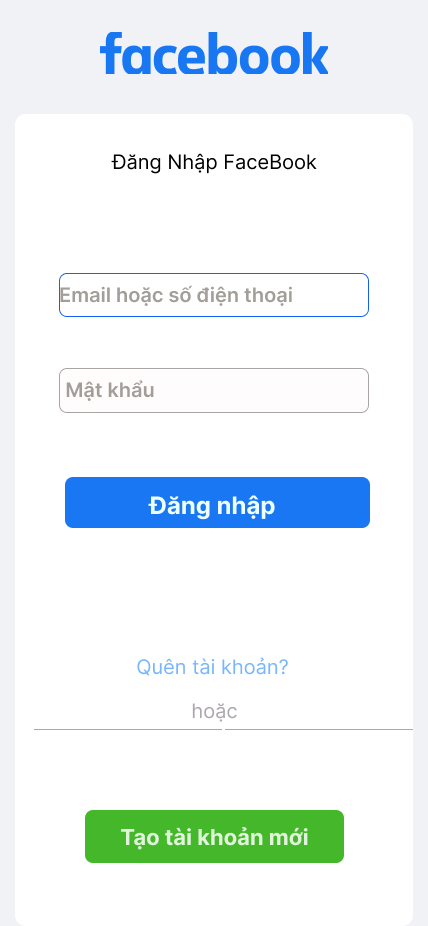 facebook
Đăng Nhập FaceBook
Email hoặc số điện thoại
Mật khẩu
Đăng nhập
Quên tài khoản?
hoặc
Tạo tài khoản mới